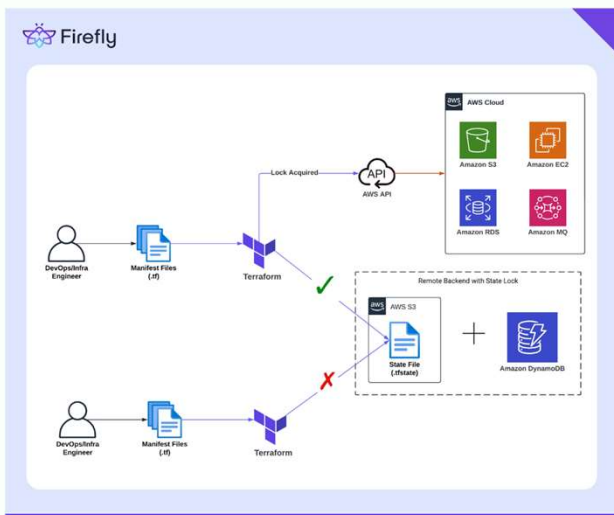 Firefly
aws
AWS Cloud
Amazon S3
Amazon EC2
Lock Acquired
API
AWS API
Amazon RDS
Amazon MQ
DevOps/Infra
Engineer
Manifest Files
(.tf)
Terraform
Remote Backend with State Lock
aws
AWS S3
State File
(.tfstate)
Amazon DynamoDB
DevOps/Infra
Engineer
Manifest Files
(.tf)
Terraform